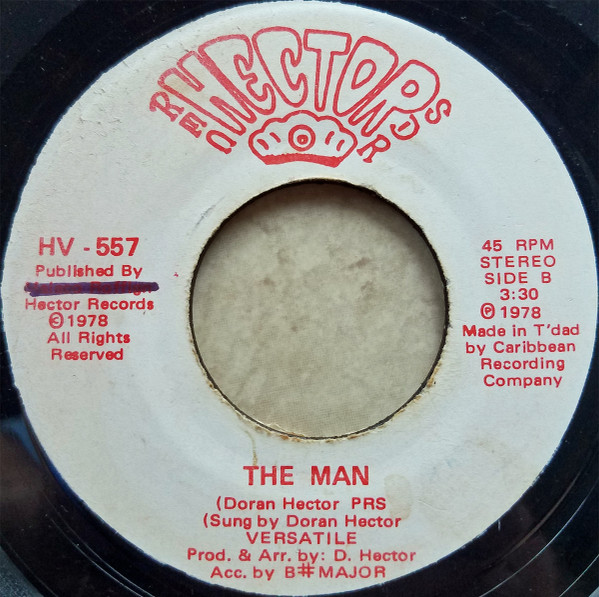 HECTOR
RECORDS
HV - 557
Published By
Hector Records
©1978
All Rights
Reserved
45 RPM
STEREO
SIDE B
3:30
℗1978
Made in T'dad
by Caribbean
Recording
Company
THE MAN
(Doran Hector PRS
(Sung by Doran Hector
VERSATILE
Prod. & Arr. by: D. Hector
Acc. by B#MAJOR